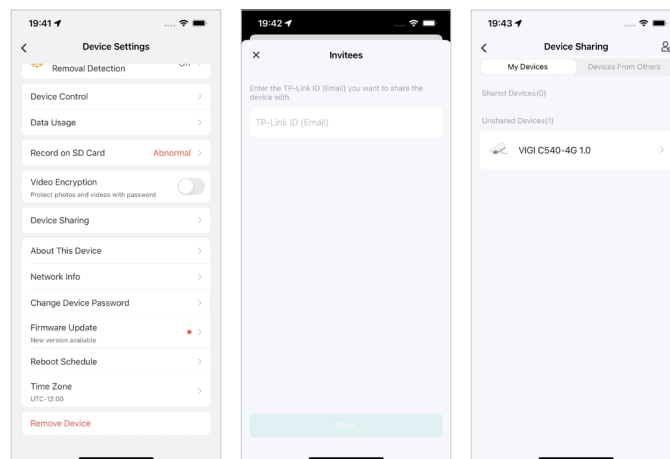 19:41
Device Settings
Removal Detection
Device Control
Data Usage
Record on SD Card Abnormal
Video Encryption
Protect photos and videos with password
Device Sharing
About This Device
Network Info
Change Device Password
Firmware Update
New version available
Reboot Schedule
Time Zone
UTC-12:00
Remove Device
19:42
Invitees
Enter the TP-Link ID (Email) you want to share the
device with.
TP-Link ID (Email)
Next
19:43
Device Sharing
My Devices Devices From Others
Shared Devices(0)
Unshared Devices(1)
VIGI C540-4G 1.0